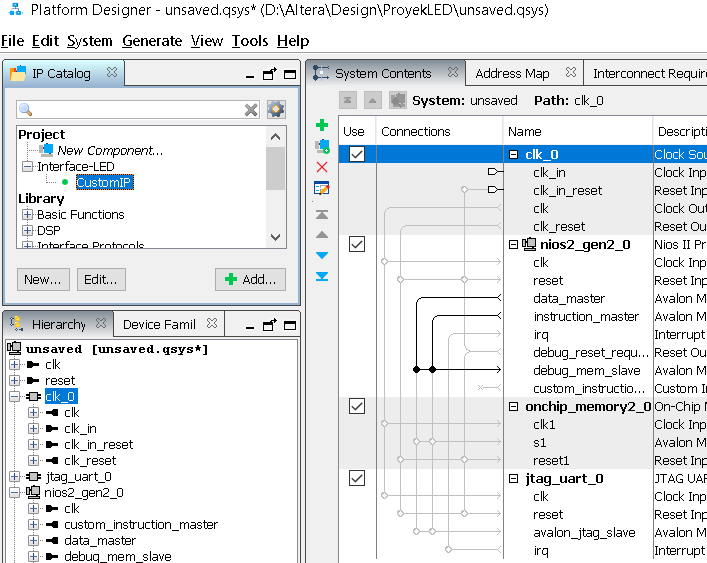 Platform Designer - unsaved.qsys* (D:\Altera\Design\ProyekLED\unsaved.qsys)
File Edit System Generate View Tools Help
IP Catalog
Project
New Component...
Interface-LED
CustomIP
Library
Basic Functions
DSP
Interface Protocols
New... Edit... Add...
Hierarchy Device Famil
unsaved [unsaved.qsys*]
clk
reset
clk_0
clk
clk_in
clk_in_reset
clk_reset
jtag_uart_0
nios2_gen2_0
clk
custom_instruction_master
data_master
debug_mem_slave
System Contents Address Map Interconnect Require
System: unsaved Path: clk_0
Use Connections Name Descripti
clk_0 Clock Sou
clk_in Clock Inp
clk_in_reset Reset Inp
clk Clock Out
clk_reset Reset Ou
nios2_gen2_0 Nios II Pr
clk Clock Inp
reset Reset Inp
data_master Avalon M
instruction_master Avalon M
irq Interrupt
debug_reset_requ... Reset Ou
debug_mem_slave Avalon M
custom_instructio... Custom I
onchip_memory2_0 On-Chip M
clk1 Clock Inp
s1 Avalon M
reset1 Reset Inp
jtag_uart_0 JTAG UAR
clk Clock Inp
reset Reset Inp
avalon_jtag_slave Avalon M
irq Interrupt